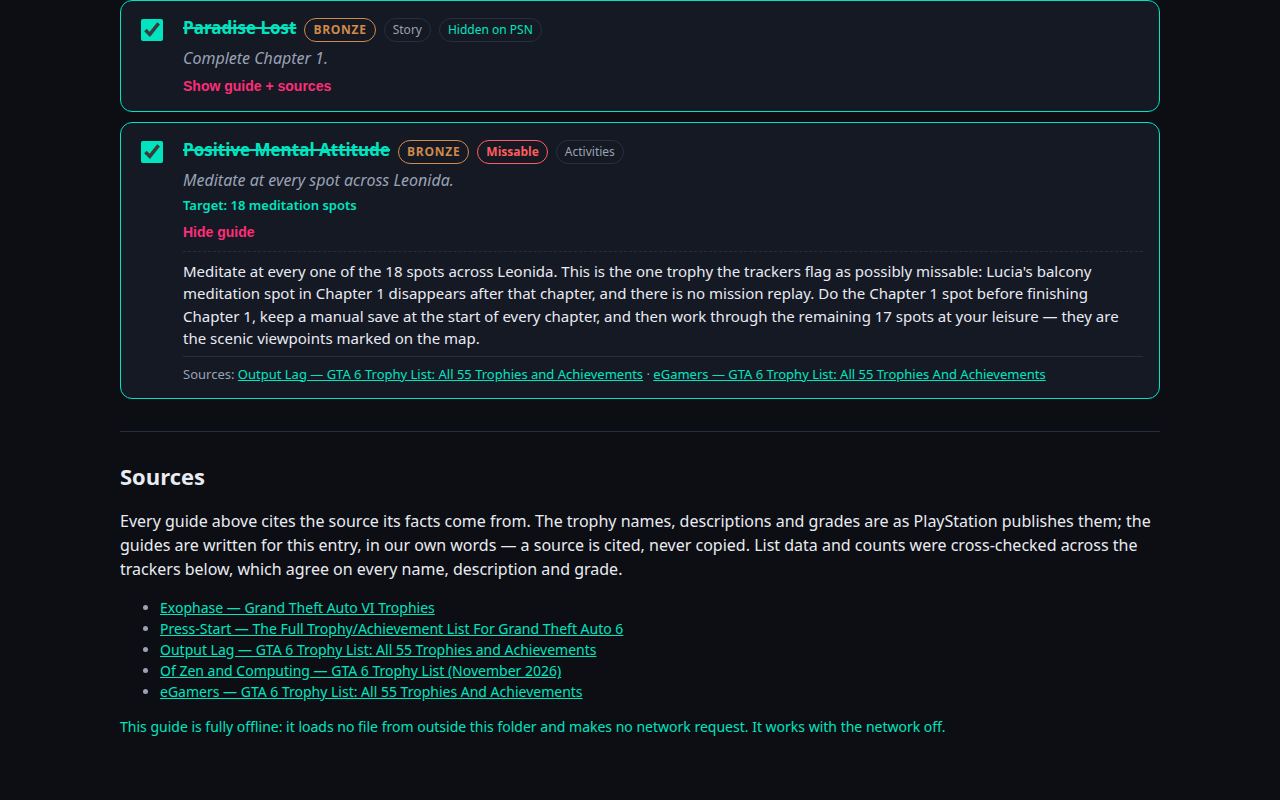 Paradise Lost BRONZE Story Hidden on PSN
Complete Chapter 1.
Show guide + sources
Positive Mental Attitude BRONZE Missable Activities
Meditate at every spot across Leonida.
Target: 18 meditation spots
Hide guide
Meditate at every one of the 18 spots across Leonida. This is the one trophy the trackers flag as possibly missable: Lucia's balcony
meditation spot in Chapter 1 disappears after that chapter, and there is no mission replay. Do the Chapter 1 spot before finishing
Chapter 1, keep a manual save at the start of every chapter, and then work through the remaining 17 spots at your leisure — they are
the scenic viewpoints marked on the map.
Sources: Output Lag — GTA 6 Trophy List: All 55 Trophies and Achievements · eGamers — GTA 6 Trophy List: All 55 Trophies And Achievements
Sources
Every guide above cites the source its facts come from. The trophy names, descriptions and grades are as PlayStation publishes them; the
guides are written for this entry, in our own words — a source is cited, never copied. List data and counts were cross-checked across the
trackers below, which agree on every name, description and grade.
Exophase — Grand Theft Auto VI Trophies
Press-Start — The Full Trophy/Achievement List For Grand Theft Auto 6
Output Lag — GTA 6 Trophy List: All 55 Trophies and Achievements
Of Zen and Computing — GTA 6 Trophy List (November 2026)
eGamers — GTA 6 Trophy List: All 55 Trophies And Achievements
This guide is fully offline: it loads no file from outside this folder and makes no network request. It works with the network off.